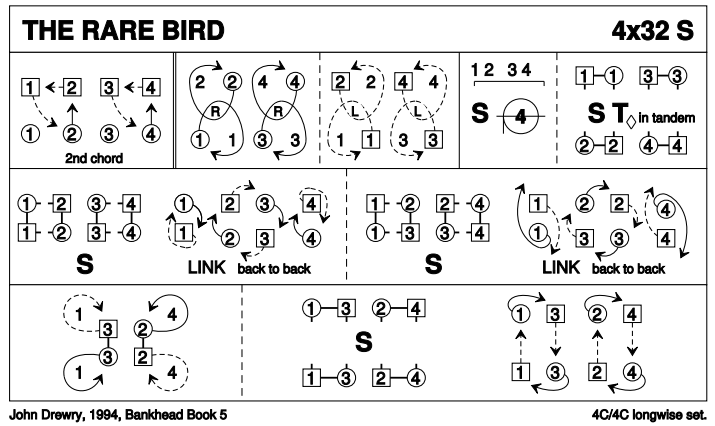 THE RARE BIRD
4x32 S
1 2 3 4
1 2 3 4
2nd chord
2 2 4 4
R R
1 1 3 3
2 2 4 4
L L
1 1 3 3
1 2 3 4
S 4
1 1 3 3
S T in tandem
2 2 4 4
1 2 3 4
1 2 3 4
S
1 2 3 4
1 2 3 4
LINK back to back
1 2 2 4
1 3 3 4
S
1 2 2 4
1 3 3 4
LINK back to back
1 4
3 2
3 2
1 4
1 3 2 4
S
1 3 2 4
1 3 2 4
1 3 2 4
John Drewry, 1994, Bankhead Book 5
4C/4C longwise set.